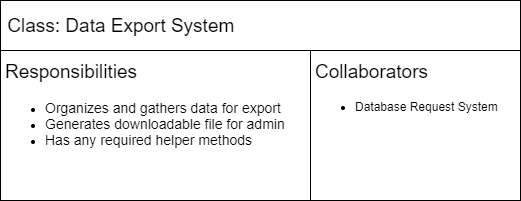 Class: Data Export System
Responsibilities
• Organizes and gathers data for export
• Generates downloadable file for admin
• Has any required helper methods
Collaborators
• Database Request System